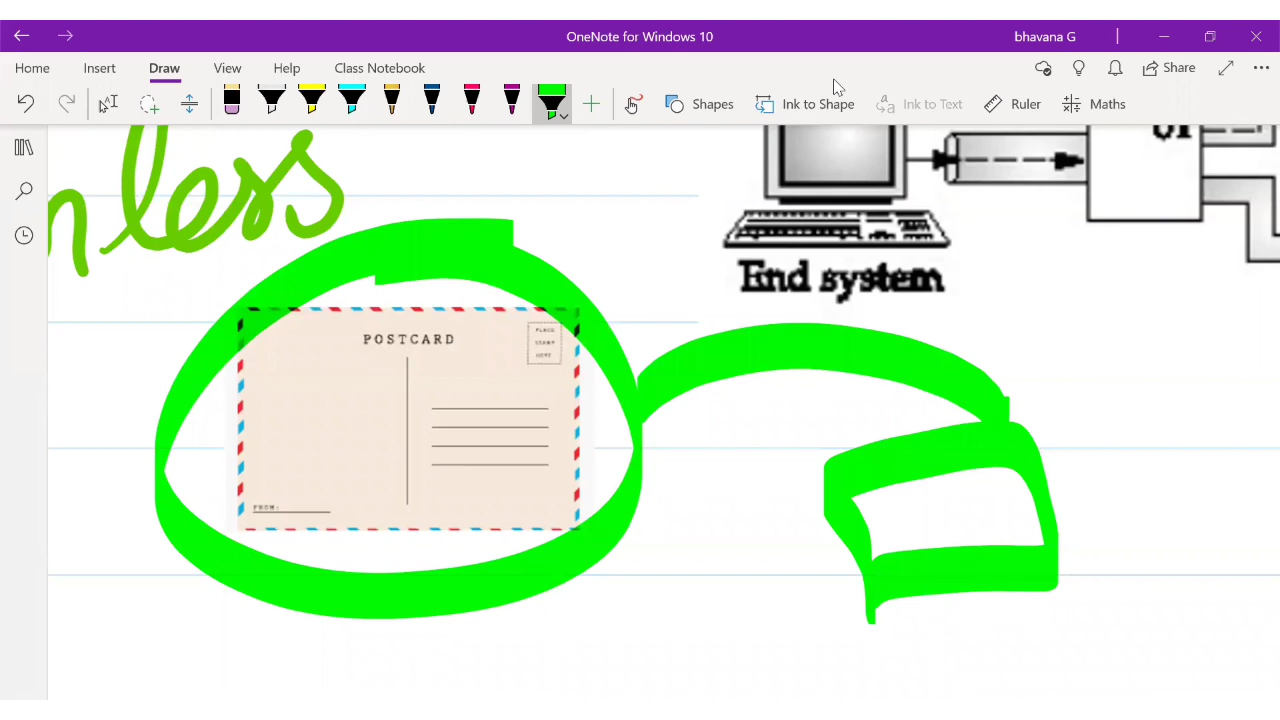 OneNote for Windows 10
bhavana G
Home Insert Draw View Help Class Notebook Share
Shapes Ink to Shape Ink to Text Ruler Maths
nless
or
End system
POSTCARD
PLACE
STAMP
HERE
FROM: